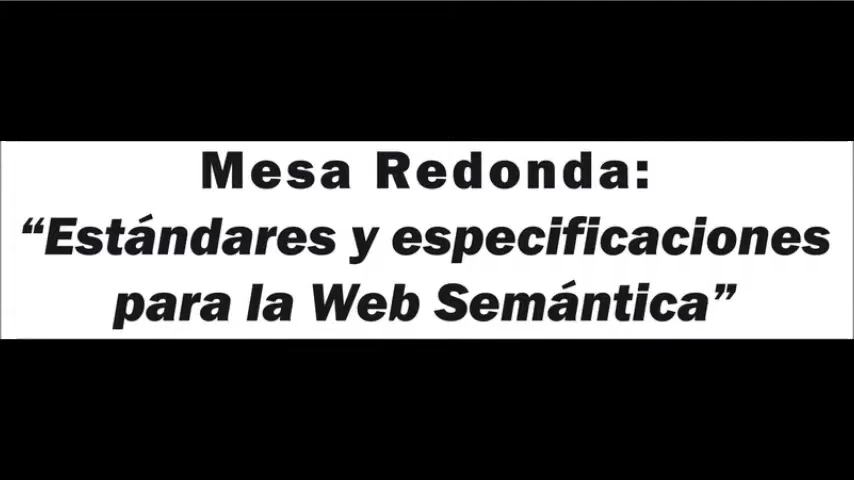 Mesa Redonda:
“Estándares y especificaciones
para la Web Semántica”